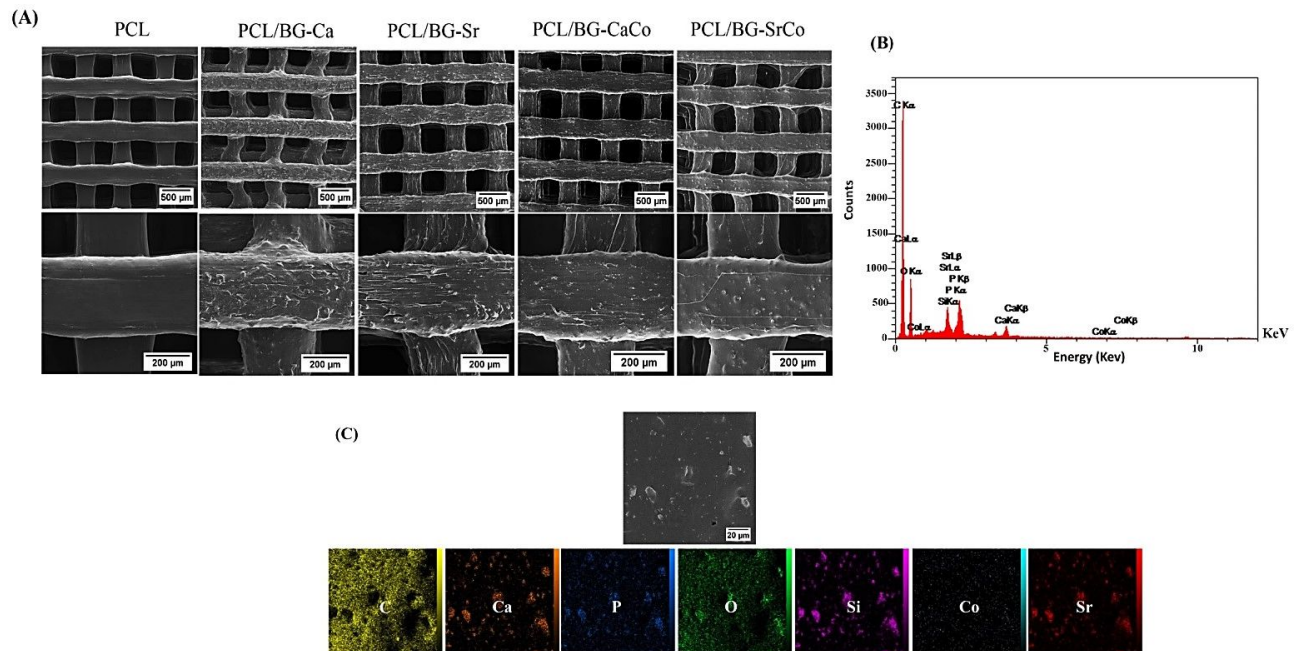 (A)
PCL
PCL/BG-Ca
PCL/BG-Sr
PCL/BG-CaCo
PCL/BG-SrCo
500 µm
500 µm
500 µm
500 µm
500 µm
200 µm
200 µm
200 µm
200 µm
200 µm
(B)
3500
3000
2500
2000
1500
1000
500
0
Counts
C Kα
CaLα
O Kα
CoLα
SrLβ
SrLα
P Kβ
P Kα
SiKα
CaKβ
CaKα
CoKβ
CoKα
0
5
10
KeV
Energy (Kev)
(C)
20 µm
C
Ca
P
O
Si
Co
Sr